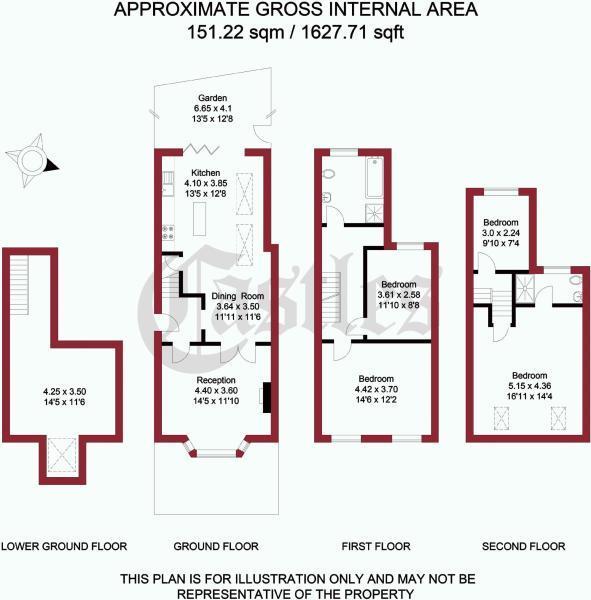 APPROXIMATE GROSS INTERNAL AREA
151.22 sqm / 1627.71 sqft
Garden
6.65 x 4.1
13'5 x 12'8
Kitchen
4.10 x 3.85
13'5 x 12'8
Dining Room
3.64 x 3.50
11'11 x 11'6
Reception
4.40 x 3.60
14'5 x 11'10
4.25 x 3.50
14'5 x 11'6
Bedroom
3.61 x 2.58
11'10 x 8'8
Bedroom
4.42 x 3.70
14'6 x 12'2
Bedroom
3.0 x 2.24
9'10 x 7'4
Bedroom
5.15 x 4.36
16'11 x 14'4
Castles
LOWER GROUND FLOOR
GROUND FLOOR
FIRST FLOOR
SECOND FLOOR
THIS PLAN IS FOR ILLUSTRATION ONLY AND MAY NOT BE
REPRESENTATIVE OF THE PROPERTY